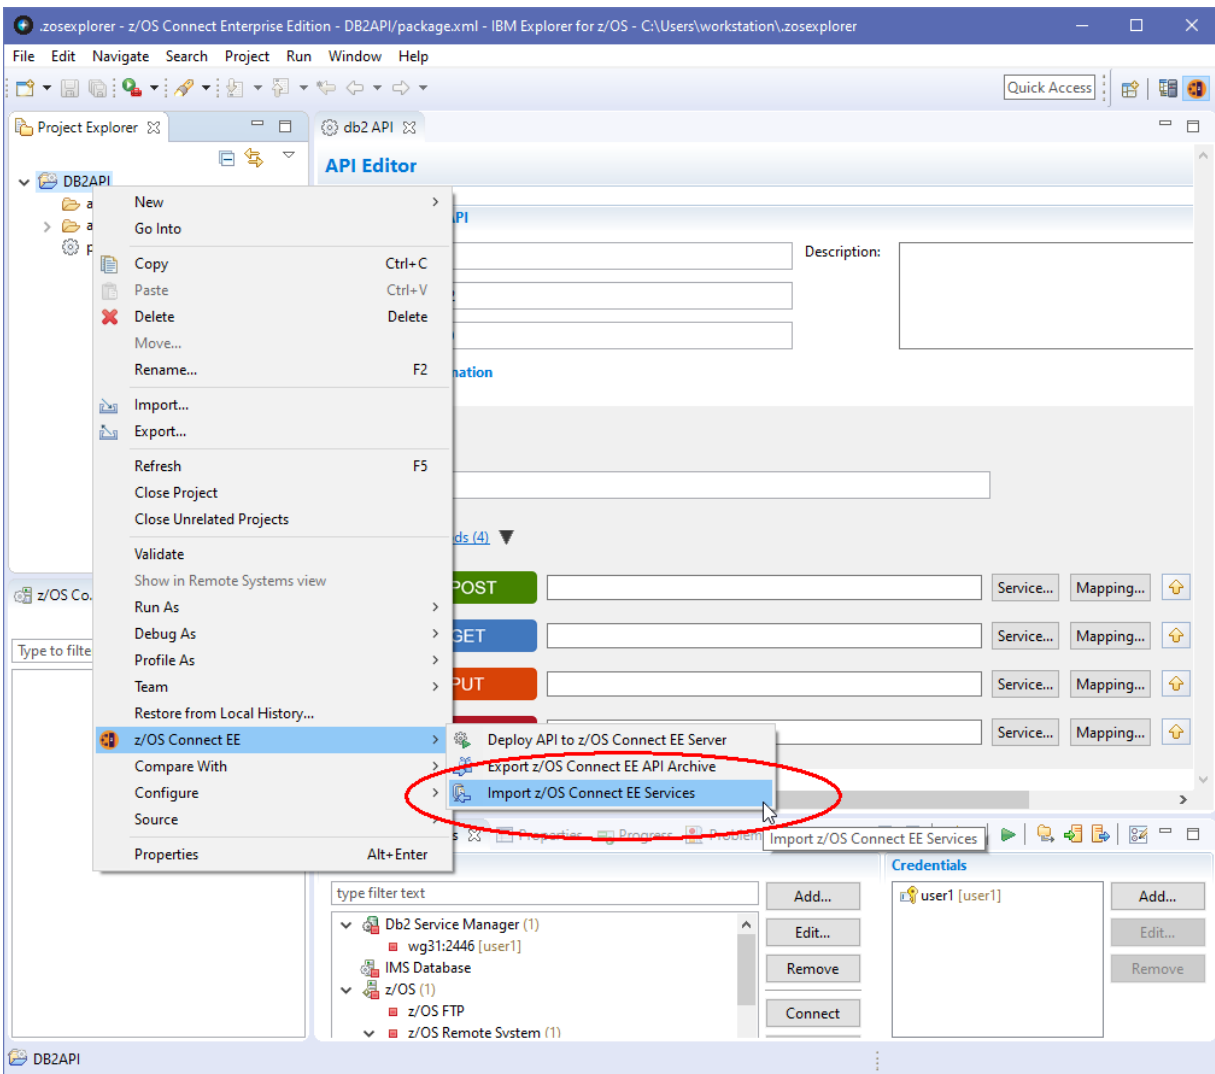 .zosexplorer - z/OS Connect Enterprise Edition - DB2API/package.xml - IBM Explorer for z/OS - C:\Users\workstation\.zosexplorer
File Edit Navigate Search Project Run Window Help
Quick Access
Project Explorer
db2 API
API Editor
DB2API
a
a
p
New
Go Into
Copy Ctrl+C
Paste Ctrl+V
Delete Delete
Move...
Rename... F2
Import...
Export...
Refresh F5
Close Project
Close Unrelated Projects
Validate
Show in Remote Systems view
Run As
Debug As
Profile As
Team
Restore from Local History...
z/OS Connect EE
Compare With
Configure
Source
Properties Alt+Enter
API
Description:
mation
ds (4)
POST Service... Mapping...
GET Service... Mapping...
PUT Service... Mapping...
Service... Mapping...
z/OS Co.
Type to filte
Deploy API to z/OS Connect EE Server
Export z/OS Connect EE API Archive
Import z/OS Connect EE Services
s Properties Progress Problem
Import z/OS Connect EE Services
type filter text
Add...
Db2 Service Manager (1)
wg31:2446 [user1]
Edit...
IMS Database
Remove
z/OS (1)
z/OS FTP
Connect
z/OS Remote System (1)
Credentials
user1 [user1]
Add...
Edit...
Remove
DB2API